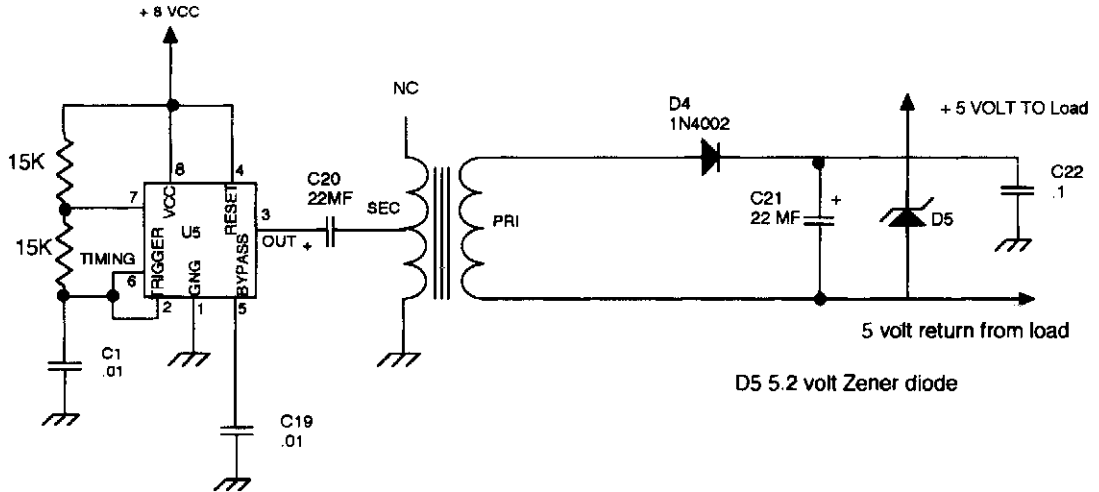 + 8 VCC
NC
D4
1N4002
+ 5 VOLT TO Load
15K
8
4
C20
22MF
C22
.1
7
VCC
RESET
3
SEC
PRI
C21
22 MF
+
D5
U5
OUT +
15K
TIMING
6
TRIGGER
GNG
BYPASS
2
1
5
5 volt return from load
C1
.01
D5 5.2 volt Zener diode
C19
.01